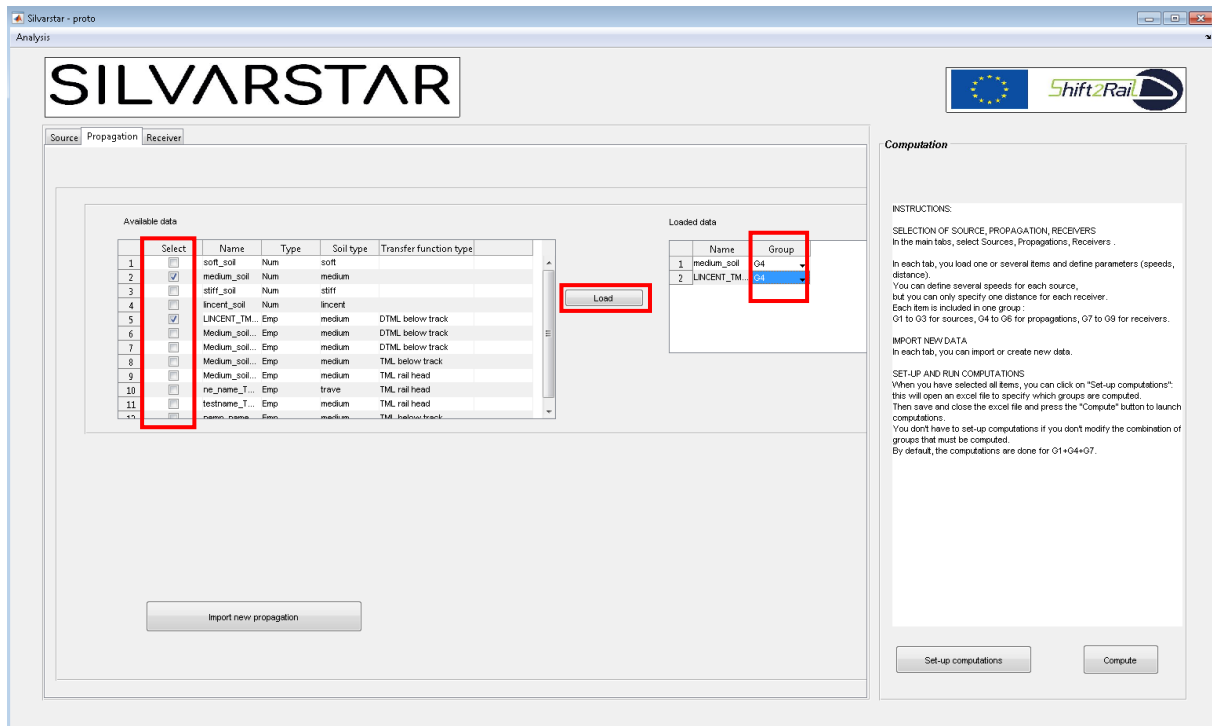 Silvarstar - proto
Analysis
SILVARSTAR
Shift2Rail
Source Propagation Receiver
Available data
Select Name Type Soil type Transfer function type
1 soft_soil Num soft
2 medium_soil Num medium
3 stiff_soil Num stiff
4 lincent_soil Num lincent
5 LINCENT_TM... Emp medium DTML below track
6 Medium_soil... Emp medium DTML below track
7 Medium_soil... Emp medium DTML below track
8 Medium_soil... Emp medium TML below track
9 Medium_soil... Emp medium TML rail head
10 ne_name_T... Emp trave TML rail head
11 testname_T... Emp medium TML rail head
12 Emp medium TML below track
Load
Loaded data
Name Group
1 medium_soil G4
2 LINCENT_TM... G4
Import new propagation
Computation
INSTRUCTIONS:
SELECTION OF SOURCE, PROPAGATION, RECEIVERS
In the main tabs, select Sources, Propagations, Receivers .
In each tab, you load one or several items and define parameters (speeds,
distance).
You can define several speeds for each source,
but you can only specify one distance for each receiver.
Each item is included in one group :
G1 to G3 for sources, G4 to G6 for propagations, G7 to G9 for receivers.
IMPORT NEW DATA
In each tab, you can import or create new data.
SET-UP AND RUN COMPUTATIONS
When you have selected all items, you can click on "Set-up computations":
this will open an excel file to specify which groups are computed.
Then save and close the excel file and press the "Compute" button to launch
computations.
You don't have to set-up computations if you don't modify the combination of
groups that must be computed.
By default, the computations are done for G1+G4+G7.
Set-up computations
Compute